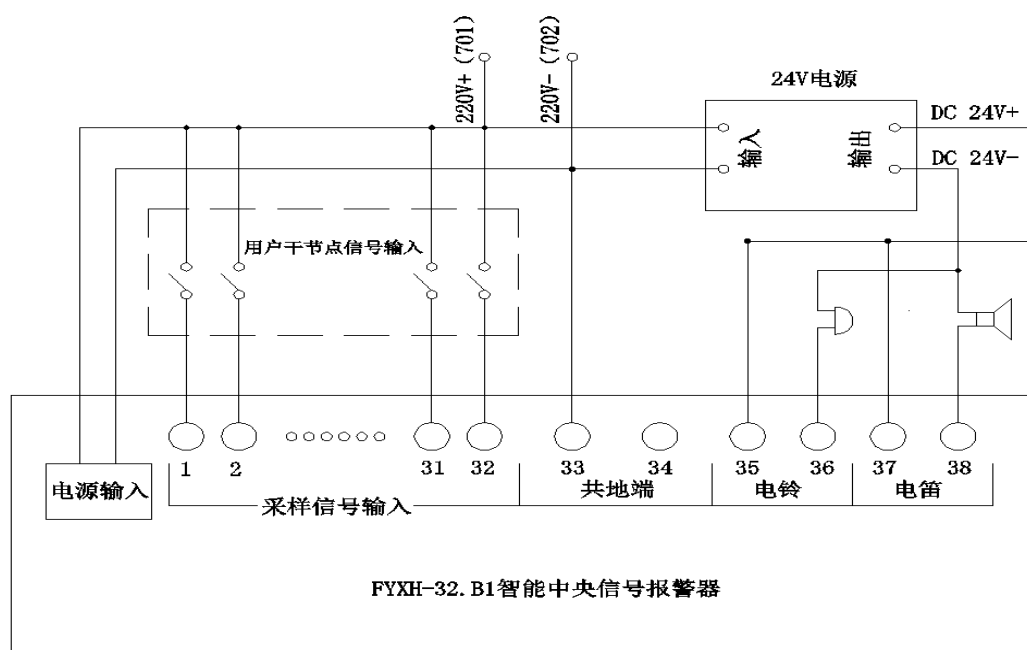 220V+(701)
220V-(702)
24V电源
DC 24V+
输入
输出
DC 24V-
用户干节点信号输入
1
2
31
32
33
34
35
36
37
38
电源输入
采样信号输入
共地端
电铃
电笛
FYXH-32.B1智能中央信号报警器